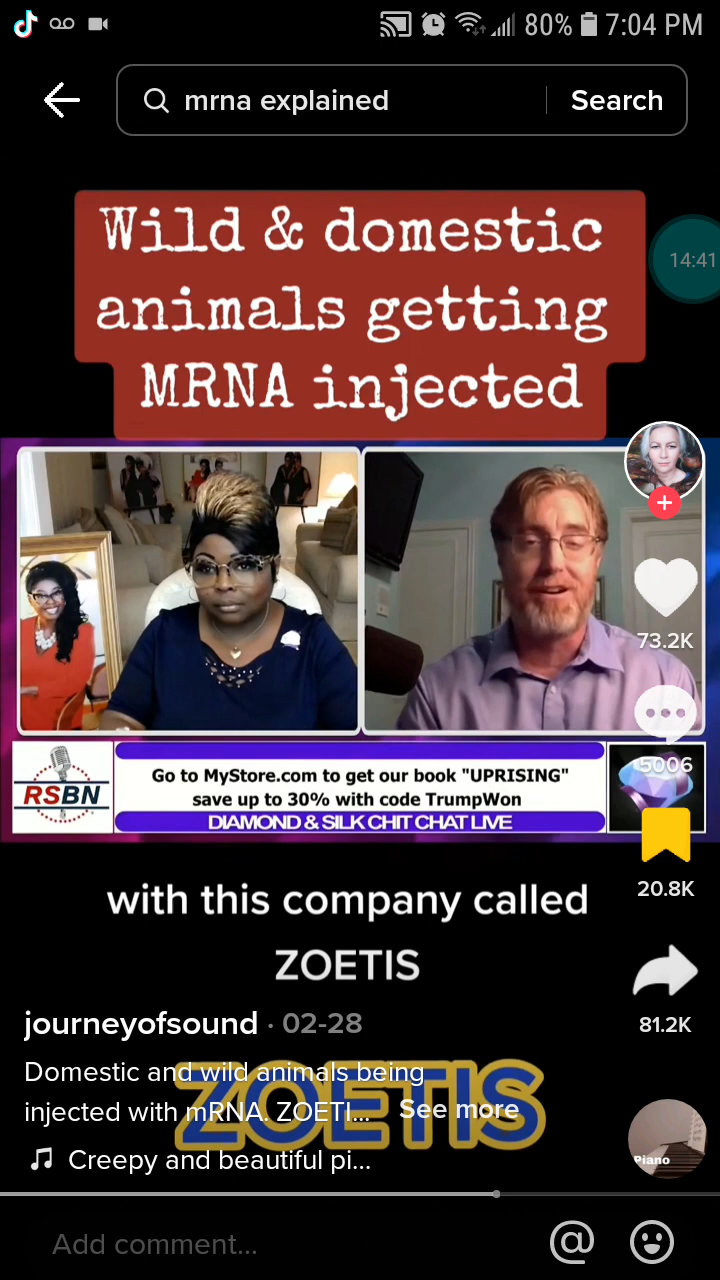 80% 7:04 PM
mrna explained Search
Wild & domestic
animals getting
MRNA injected
14:41
73.2K
5006
RSBN
Go to MyStore.com to get our book "UPRISING"
save up to 30% with code TrumpWon
DIAMOND & SILK CHIT CHAT LIVE
20.8K
with this company called
ZOETIS
81.2K
journeyofsound · 02-28
Domestic and wild animals being
injected with mRNA. ZOETI... See more
ZOETIS
Creepy and beautiful pi...
Piano
Add comment...